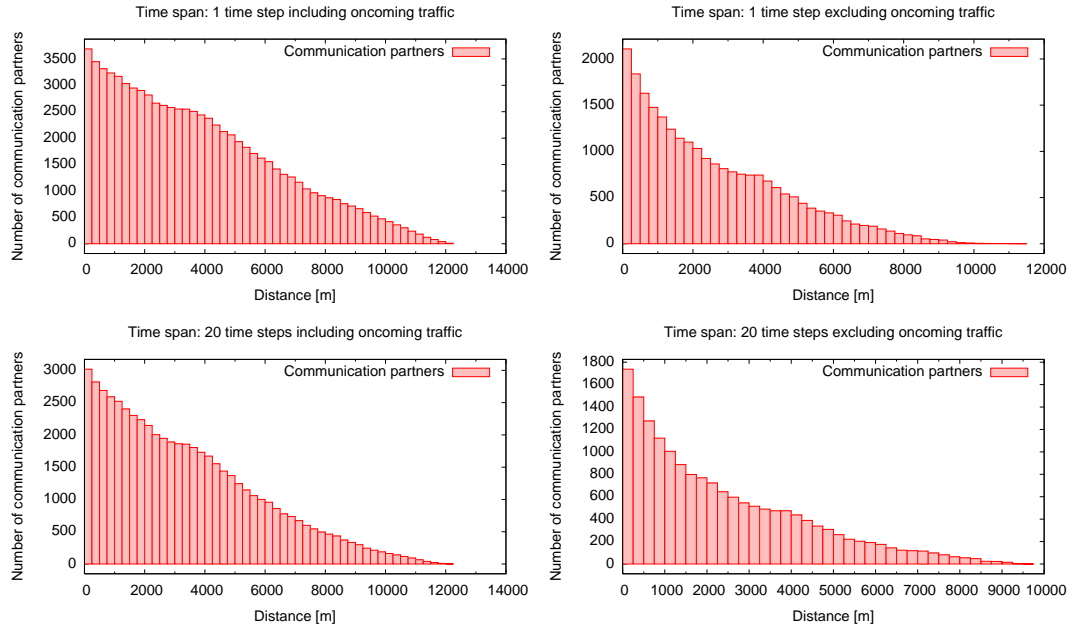 Time span: 1 time step including oncoming traffic
Number of communication partners
3500
3000
2500
2000
1500
1000
500
0
Communication partners
0 2000 4000 6000 8000 10000 12000 14000
Distance [m]
Time span: 1 time step excluding oncoming traffic
Number of communication partners
2000
1500
1000
500
0
Communication partners
0 2000 4000 6000 8000 10000 12000
Distance [m]
Time span: 20 time steps including oncoming traffic
Number of communication partners
3000
2500
2000
1500
1000
500
0
Communication partners
0 2000 4000 6000 8000 10000 12000 14000
Distance [m]
Time span: 20 time steps excluding oncoming traffic
Number of communication partners
1800
1600
1400
1200
1000
800
600
400
200
0
Communication partners
0 1000 2000 3000 4000 5000 6000 7000 8000 9000 10000
Distance [m]